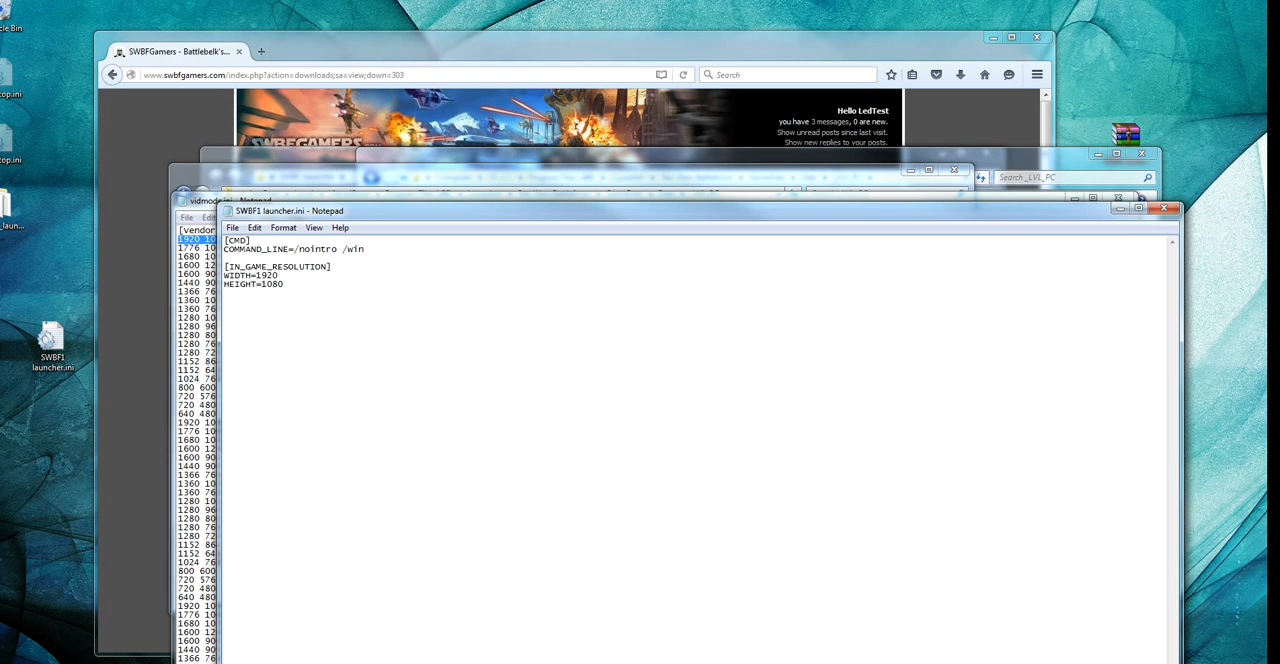 cle Bin
SWBFGamers - Battlebelk's...
www.swbfgamers.com/index.php?action=downloads;sa=view;down=303
Search
top.ini
Hello LedTest
you have 3 messages, 0 are new.
Show unread posts since last visit.
Show new replies to your posts.
SWBFGAMERS
top.ini
Search _LVL_PC
vidmode.ini - Notepad
_laun...
SWBF1 launcher.ini - Notepad
File Edi
File Edit Format View Help
[vendor
1920 10
1776 10
1680 10
1600 12
1600 90
1440 90
1366 76
1360 10
1360 76
1280 10
1280 96
1280 80
1280 76
1280 72
1152 86
1152 64
1024 76
800 600
720 576
720 480
640 480
1920 10
1776 10
1680 10
1600 12
1600 90
1440 90
1366 76
1360 10
1360 76
1280 10
1280 96
1280 80
1280 76
1280 72
1152 86
1152 64
1024 76
800 600
720 576
720 480
640 480
1920 10
1776 10
1680 10
1600 12
1600 90
1440 90
1366 76
[CMD]
COMMAND_LINE=/nointro /win
[IN_GAME_RESOLUTION]
WIDTH=1920
HEIGHT=1080
SWBF1
launcher.ini